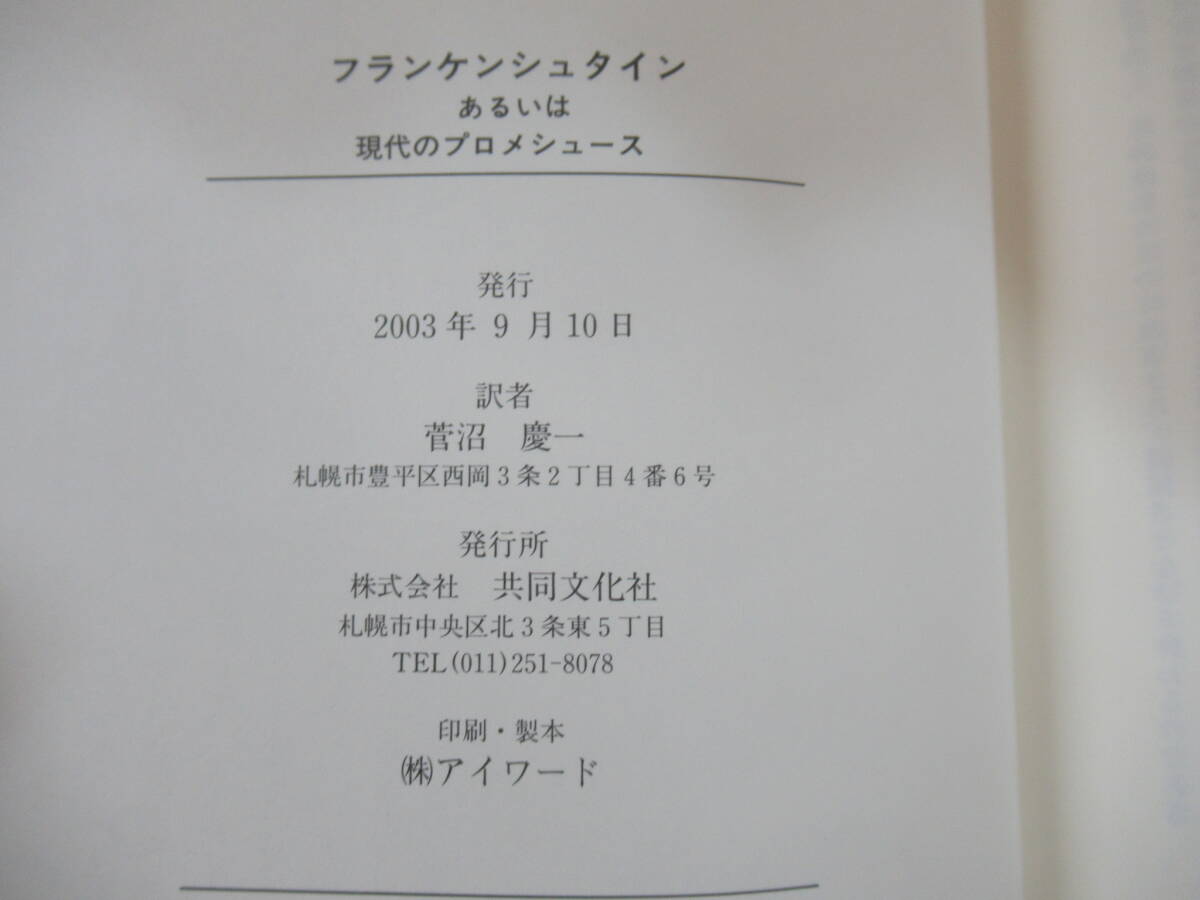 フランケンシュタイン
あるいは
現代のプロメシュース
発行
2003年 9 月10日
訳者
菅沼 慶一
札幌市豊平区西岡3条2丁目4番6号
発行所
株式会社 共同文化社
札幌市中央区北3条東5丁目
TEL(011)251-8078
印刷・製本
㈱アイワード